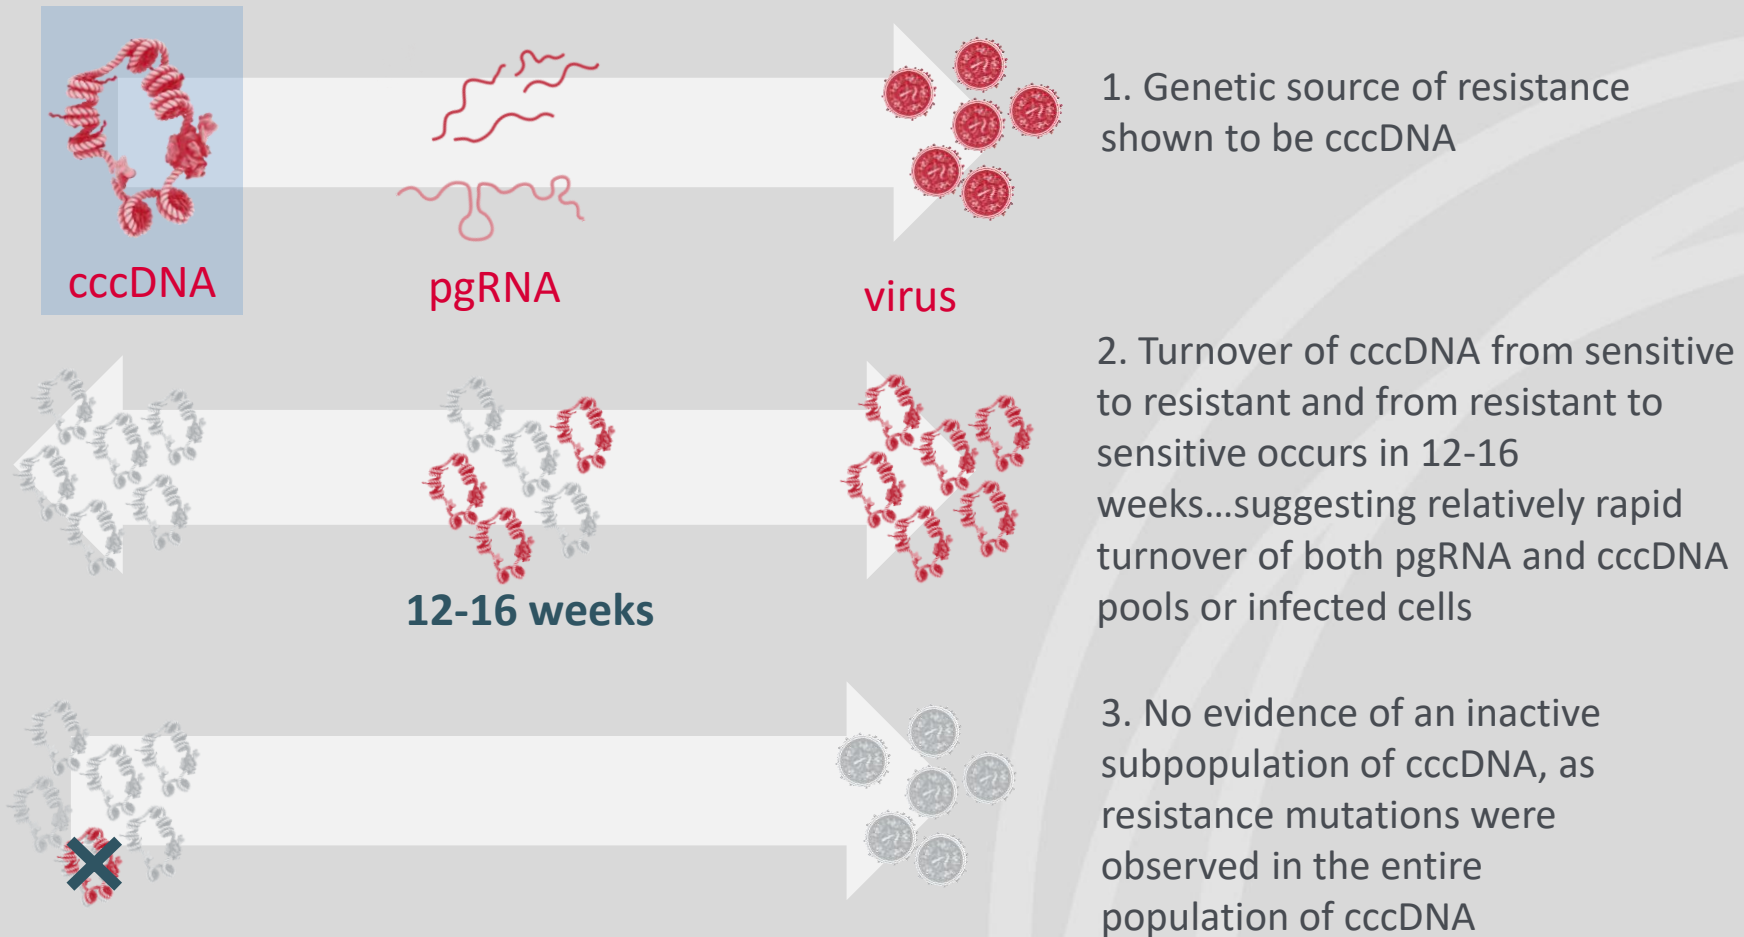 cccDNA
pgRNA
virus
1. Genetic source of resistance
shown to be cccDNA
12-16 weeks
2. Turnover of cccDNA from sensitive
to resistant and from resistant to
sensitive occurs in 12-16
weeks…suggesting relatively rapid
turnover of both pgRNA and cccDNA
pools or infected cells
3. No evidence of an inactive
subpopulation of cccDNA, as
resistance mutations were
observed in the entire
population of cccDNA